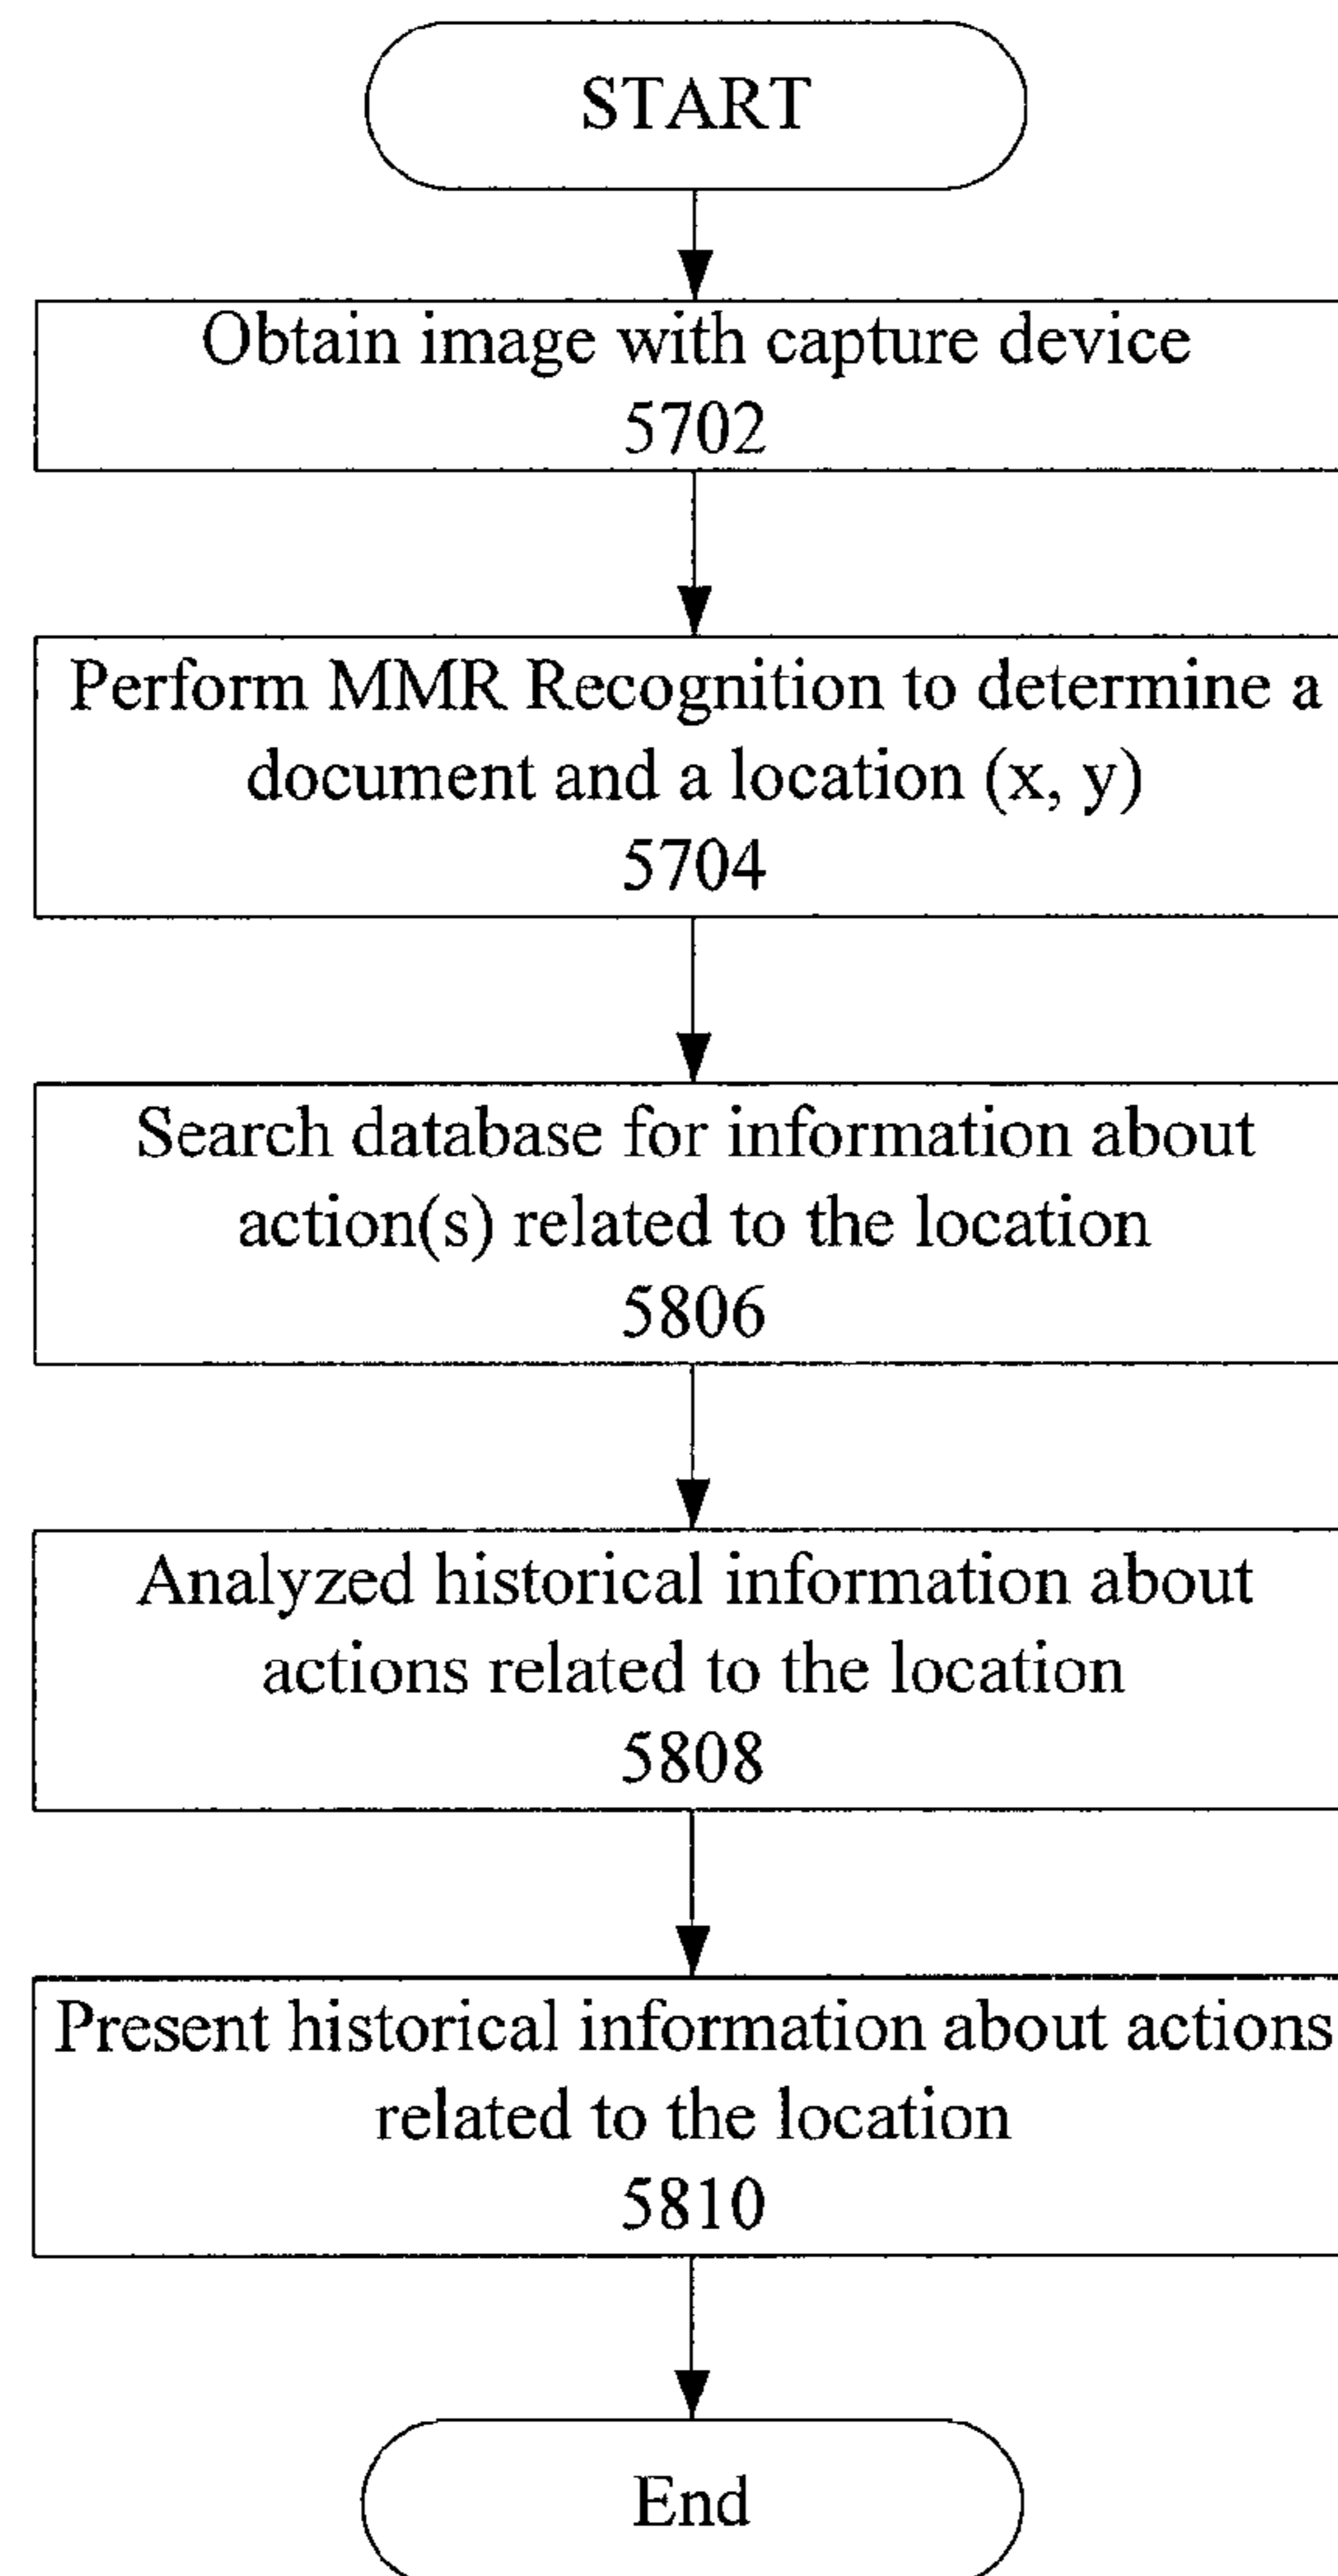 START
Obtain image with capture device
5702
Perform MMR Recognition to determine a
document and a location (x, y)
5704
Search database for information about
action(s) related to the location
5806
Analyzed historical information about
actions related to the location
5808
Present historical information about actions
related to the location
5810
End